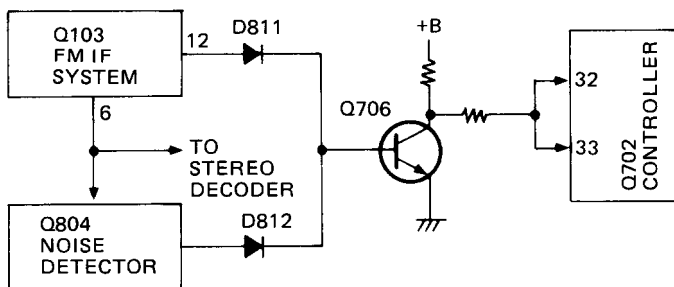 Q103
FM IF
SYSTEM
12
D811
+B
Q706
32
33
Q702
CONTROLLER
6
TO
STEREO
DECODER
Q804
NOISE
DETECTOR
D812